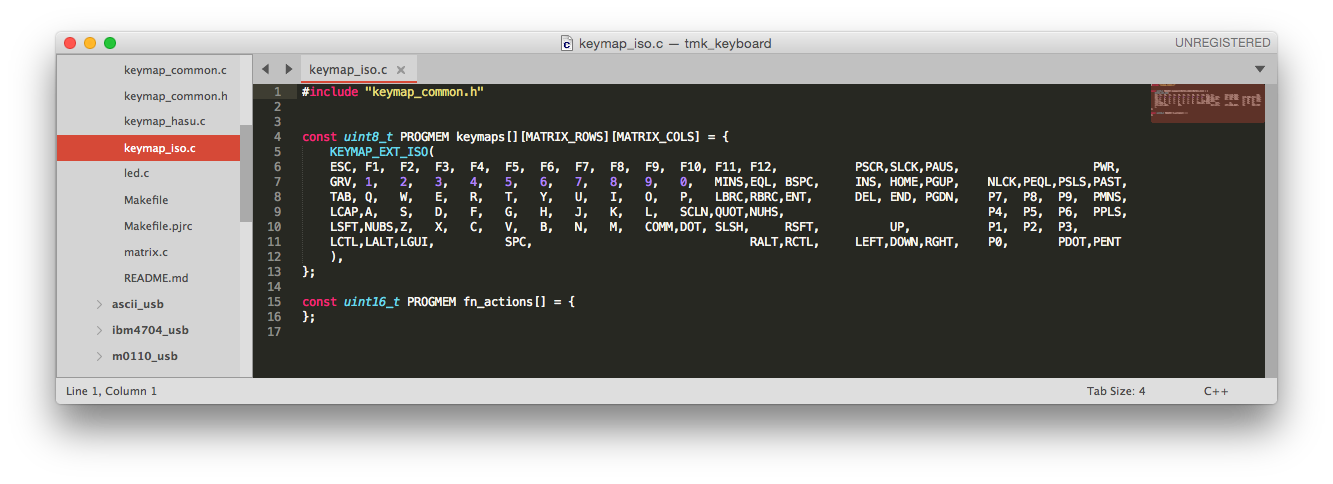 keymap_iso.c — tmk_keyboard
UNREGISTERED
keymap_common.c
keymap_common.h
keymap_hasu.c
keymap_iso.c
led.c
Makefile
Makefile.pjrc
matrix.c
README.md
ascii_usb
ibm4704_usb
m0110_usb
keymap_iso.c
1 #include "keymap_common.h"
2
3
4 const uint8_t PROGMEM keymaps[][MATRIX_ROWS][MATRIX_COLS] = {
5 KEYMAP_EXT_ISO(
6 ESC, F1, F2, F3, F4, F5, F6, F7, F8, F9, F10, F11, F12, PSCR,SLCK,PAUS, PWR,
7 GRV, 1, 2, 3, 4, 5, 6, 7, 8, 9, 0, MINS,EQL, BSPC, INS, HOME,PGUP, NLCK,PEQL,PSLS,PAST,
8 TAB, Q, W, E, R, T, Y, U, I, O, P, LBRC,RBRC,ENT, DEL, END, PGDN, P7, P8, P9, PMNS,
9 LCAP,A, S, D, F, G, H, J, K, L, SCLN,QUOT,NUHS, P4, P5, P6, PPLS,
10 LSFT,NUBS,Z, X, C, V, B, N, M, COMM,DOT, SLSH, RSFT, UP, P1, P2, P3,
11 LCTL,LALT,LGUI, SPC, RALT,RCTL, LEFT,DOWN,RGHT, P0, PDOT,PENT
12 ),
13 };
14
15 const uint16_t PROGMEM fn_actions[] = {
16 };
17
Line 1, Column 1
Tab Size: 4
C++